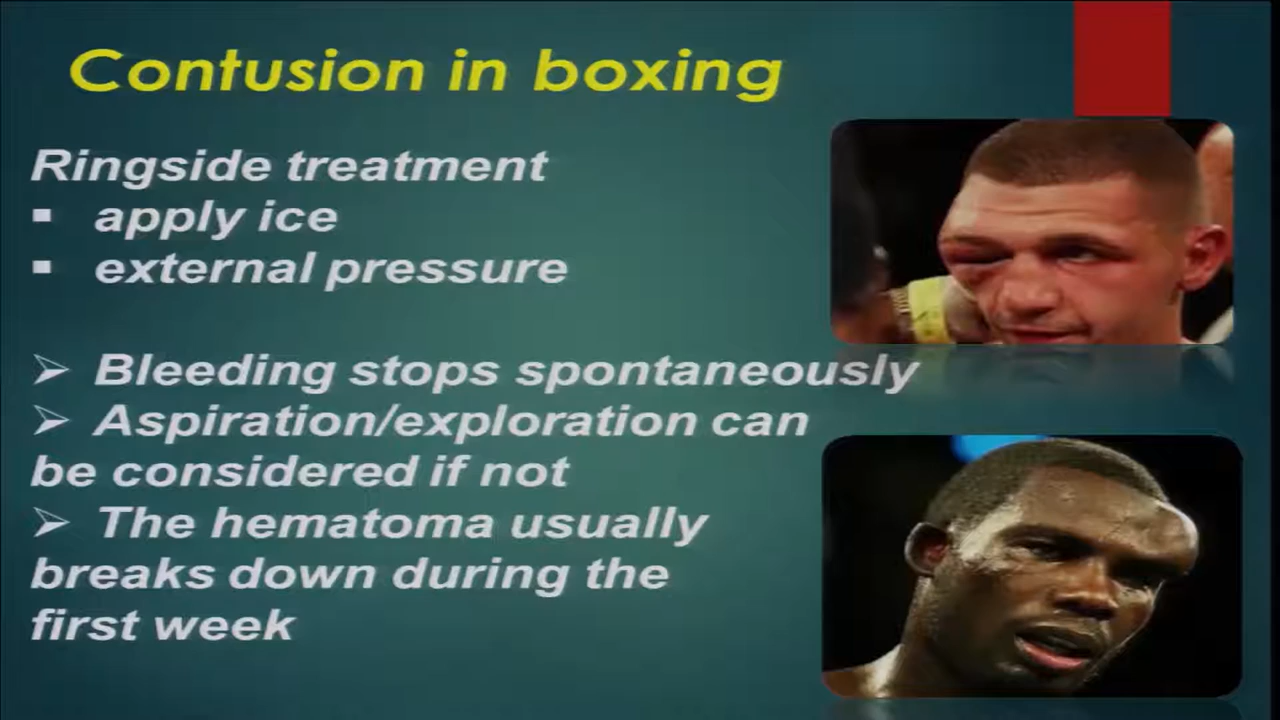 Contusion in boxing
Ringside treatment
▪ apply ice
▪ external pressure
➢ Bleeding stops spontaneously
➢ Aspiration/exploration can
be considered if not
➢ The hematoma usually
breaks down during the
first week